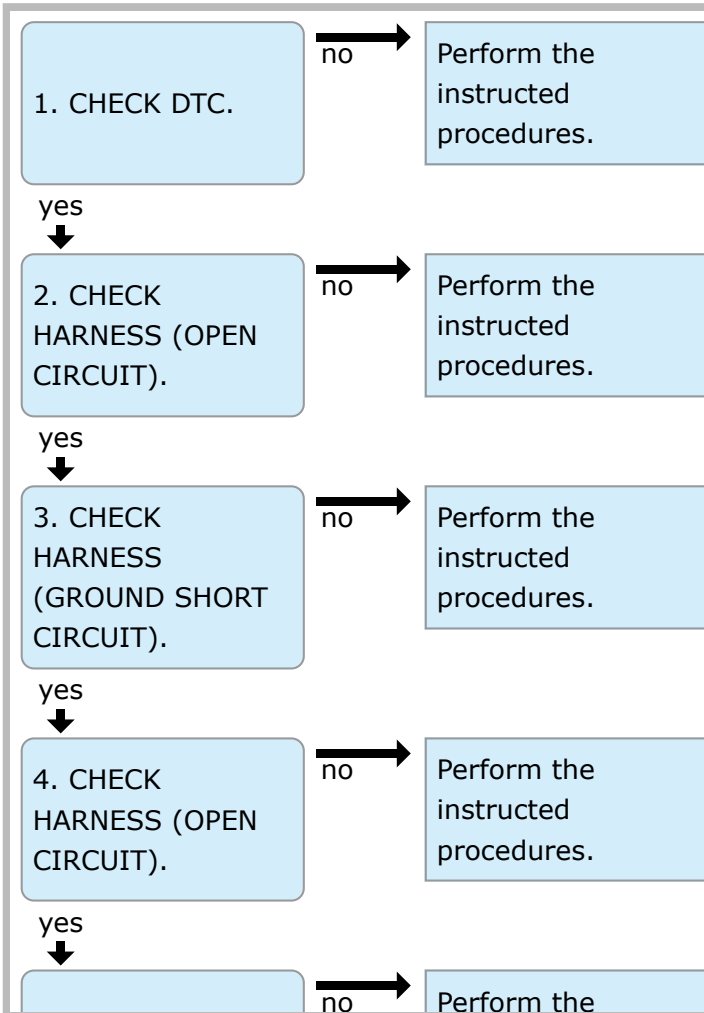 1. CHECK DTC.
no
Perform the
instructed
procedures.
yes
2. CHECK
HARNESS (OPEN
CIRCUIT).
no
Perform the
instructed
procedures.
yes
3. CHECK
HARNESS
(GROUND SHORT
CIRCUIT).
no
Perform the
instructed
procedures.
yes
4. CHECK
HARNESS (OPEN
CIRCUIT).
no
Perform the
instructed
procedures.
yes
no
Perform the